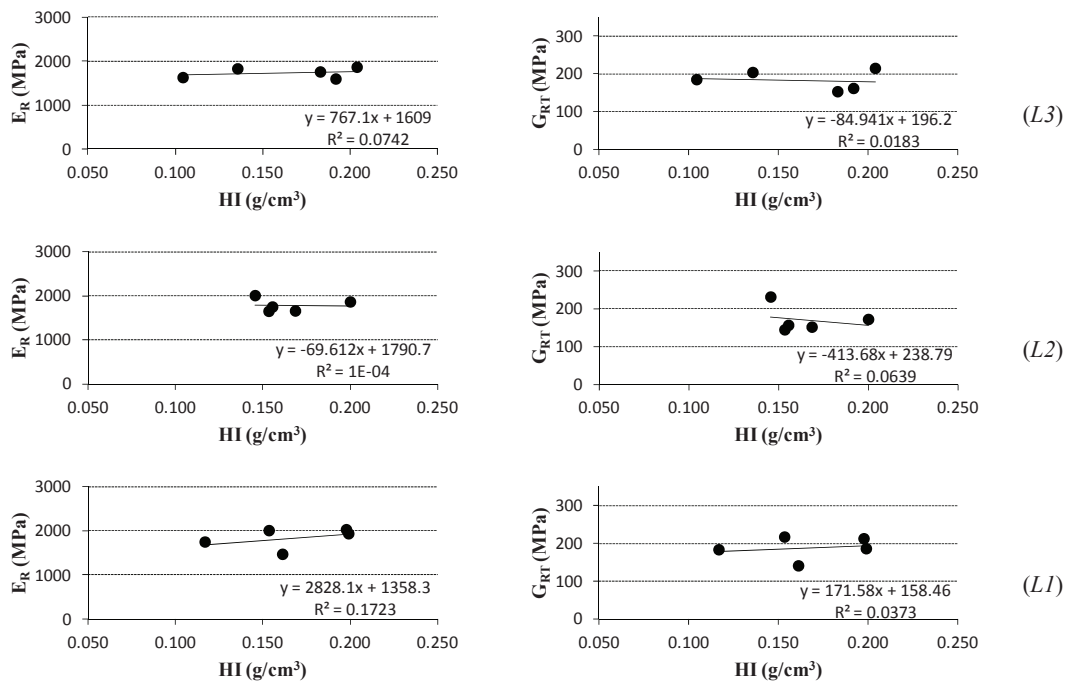 3000
2000
1000
0
E_R (MPa)
y = 767.1x + 1609
R² = 0.0742
0.050 0.100 0.150 0.200 0.250
HI (g/cm³)
300
200
100
0
G_RT (MPa)
y = -84.941x + 196.2
R² = 0.0183
0.050 0.100 0.150 0.200 0.250
HI (g/cm³)
(L3)
3000
2000
1000
0
E_R (MPa)
y = -69.612x + 1790.7
R² = 1E-04
0.050 0.100 0.150 0.200 0.250
HI (g/cm³)
300
200
100
0
G_RT (MPa)
y = -413.68x + 238.79
R² = 0.0639
0.050 0.100 0.150 0.200 0.250
HI (g/cm³)
(L2)
3000
2000
1000
0
E_R (MPa)
y = 2828.1x + 1358.3
R² = 0.1723
0.050 0.100 0.150 0.200 0.250
HI (g/cm³)
300
200
100
0
G_RT (MPa)
y = 171.58x + 158.46
R² = 0.0373
0.050 0.100 0.150 0.200 0.250
HI (g/cm³)
(L1)